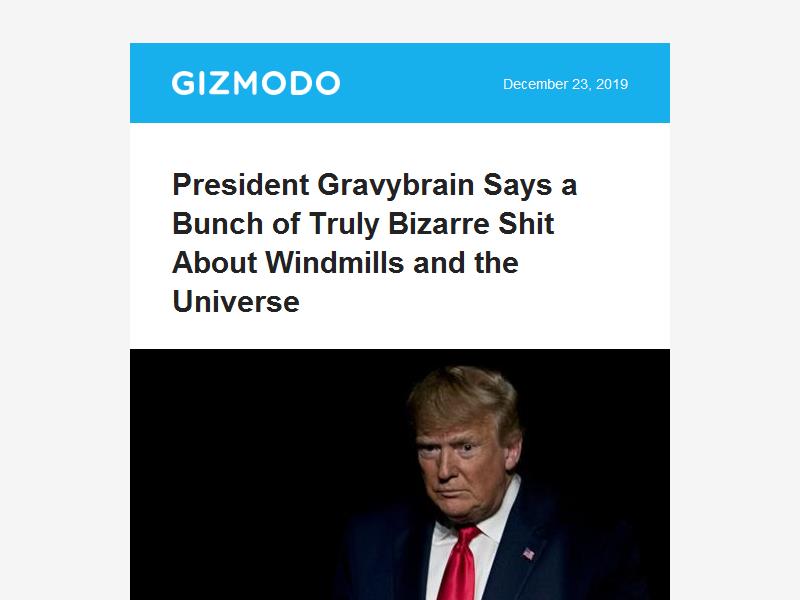 GIZMODO
December 23, 2019
President Gravybrain Says a
Bunch of Truly Bizarre Shit
About Windmills and the
Universe